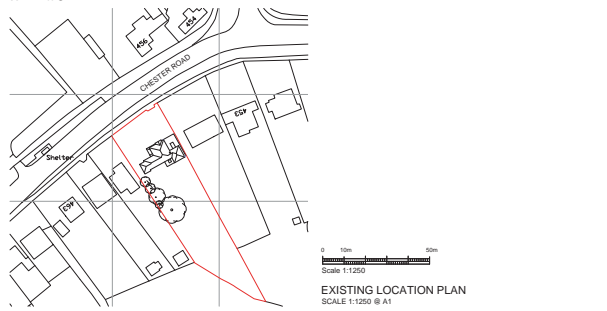 456
454
CHESTER ROAD
453
Shelter
463
0 10m 50m
Scale 1:1250
EXISTING LOCATION PLAN
SCALE 1:1250 @ A1